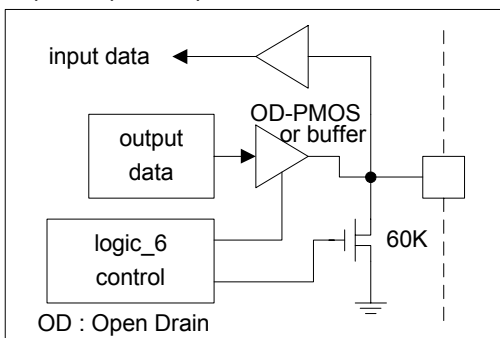 input data
OD-PMOS
or buffer
output
data
60K
logic_6
control
OD : Open Drain